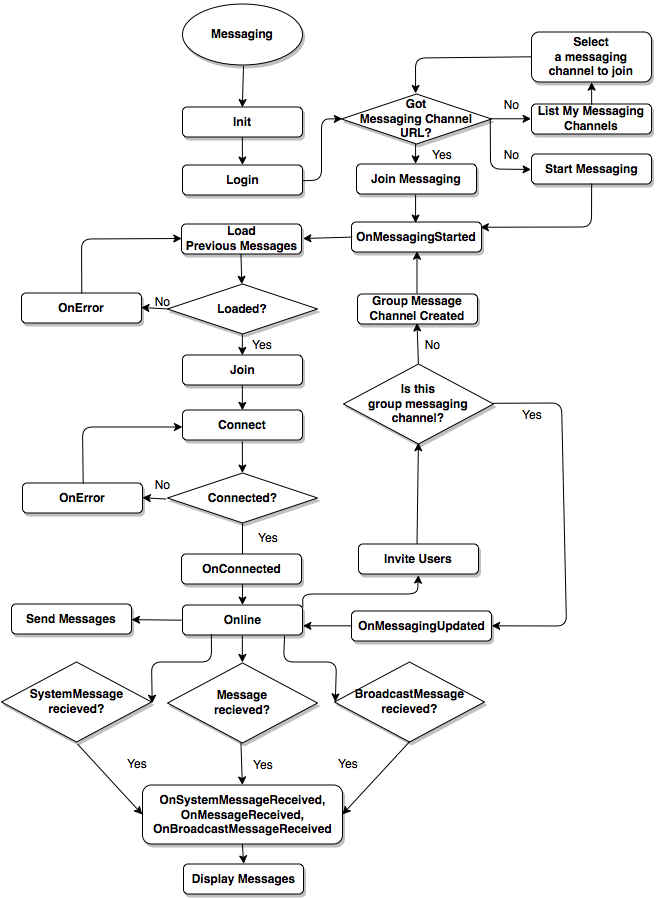 Messaging
Select
a messaging
channel to join
Init
Got
Messaging Channel
URL?
No
List My Messaging
Channels
Yes
No
Login
Join Messaging
Start Messaging
Load
Previous Messages
OnMessagingStarted
OnError
No
Loaded?
Group Message
Channel Created
Yes
No
Join
Is this
group messaging
channel?
Yes
Connect
No
OnError
Connected?
Yes
Invite Users
OnConnected
Send Messages
Online
OnMessagingUpdated
SystemMessage
recieved?
Message
recieved?
BroadcastMessage
recieved?
Yes
Yes
Yes
OnSystemMessageReceived,
OnMessageReceived,
OnBroadcastMessageReceived
Display Messages